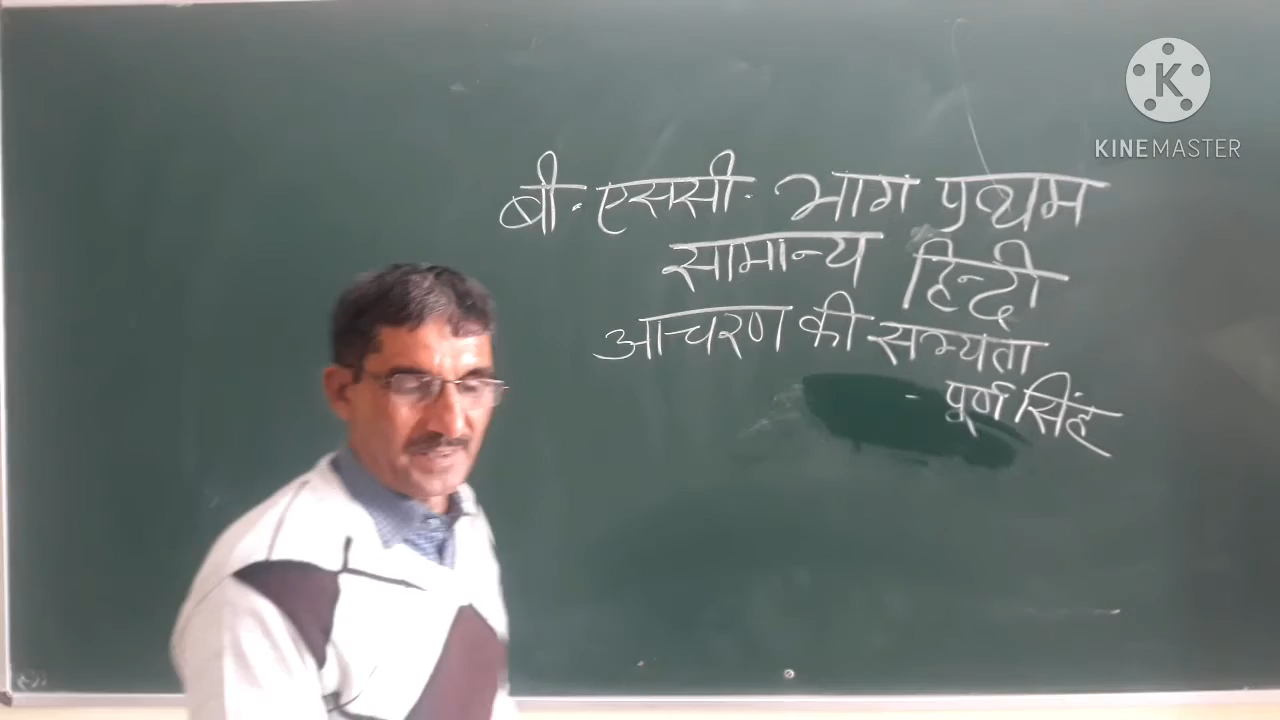 K
KINEMASTER
बी. एससी. भाग प्रथम
सामान्य हिन्दी
आचरण की सभ्यता
- पूर्ण सिंह